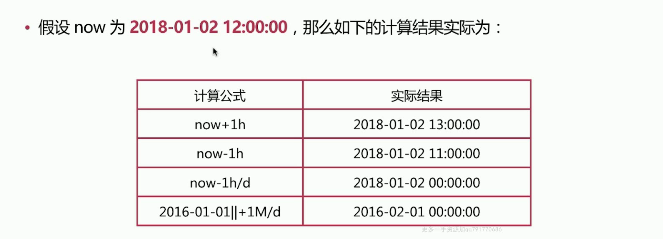 • 假设 now 为 2018-01-02 12:00:00，那么如下的计算结果实际为：
计算公式 实际结果
now+1h 2018-01-02 13:00:00
now-1h 2018-01-02 11:00:00
now-1h/d 2018-01-02 00:00:00
2016-01-01||+1M/d 2016-02-01 00:00:00